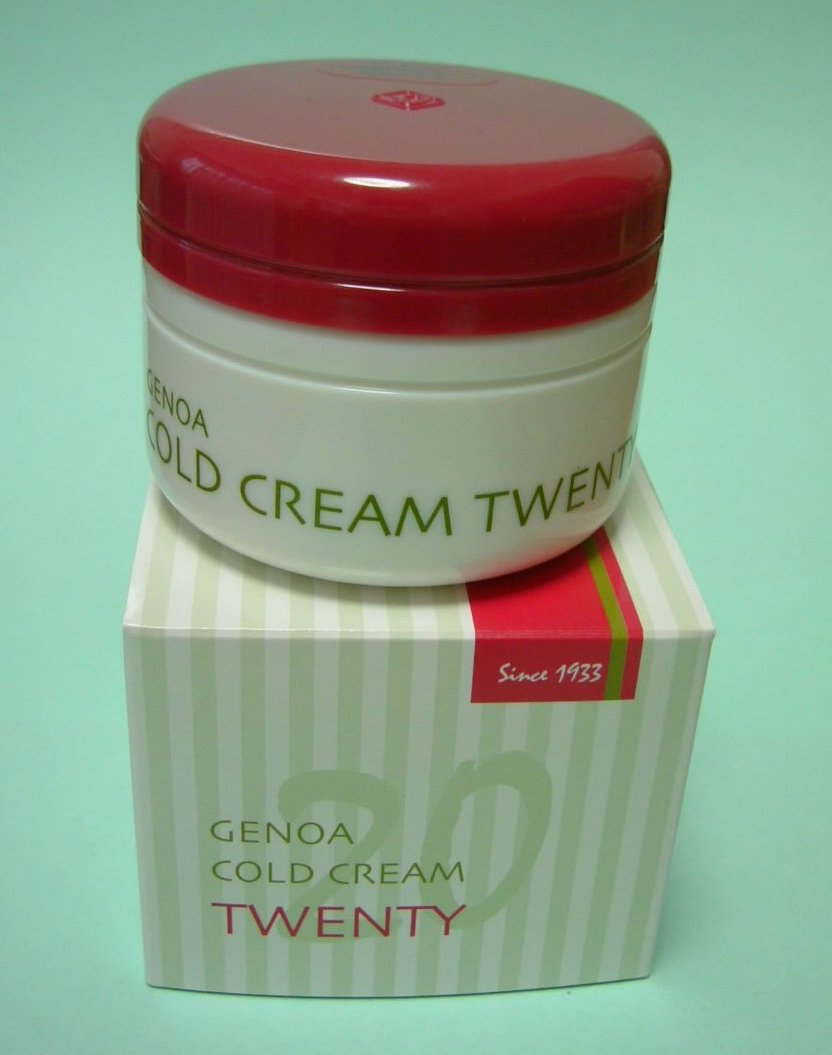 GENOA
COLD CREAM TWENTY
Since 1933
20
GENOA
COLD CREAM
TWENTY